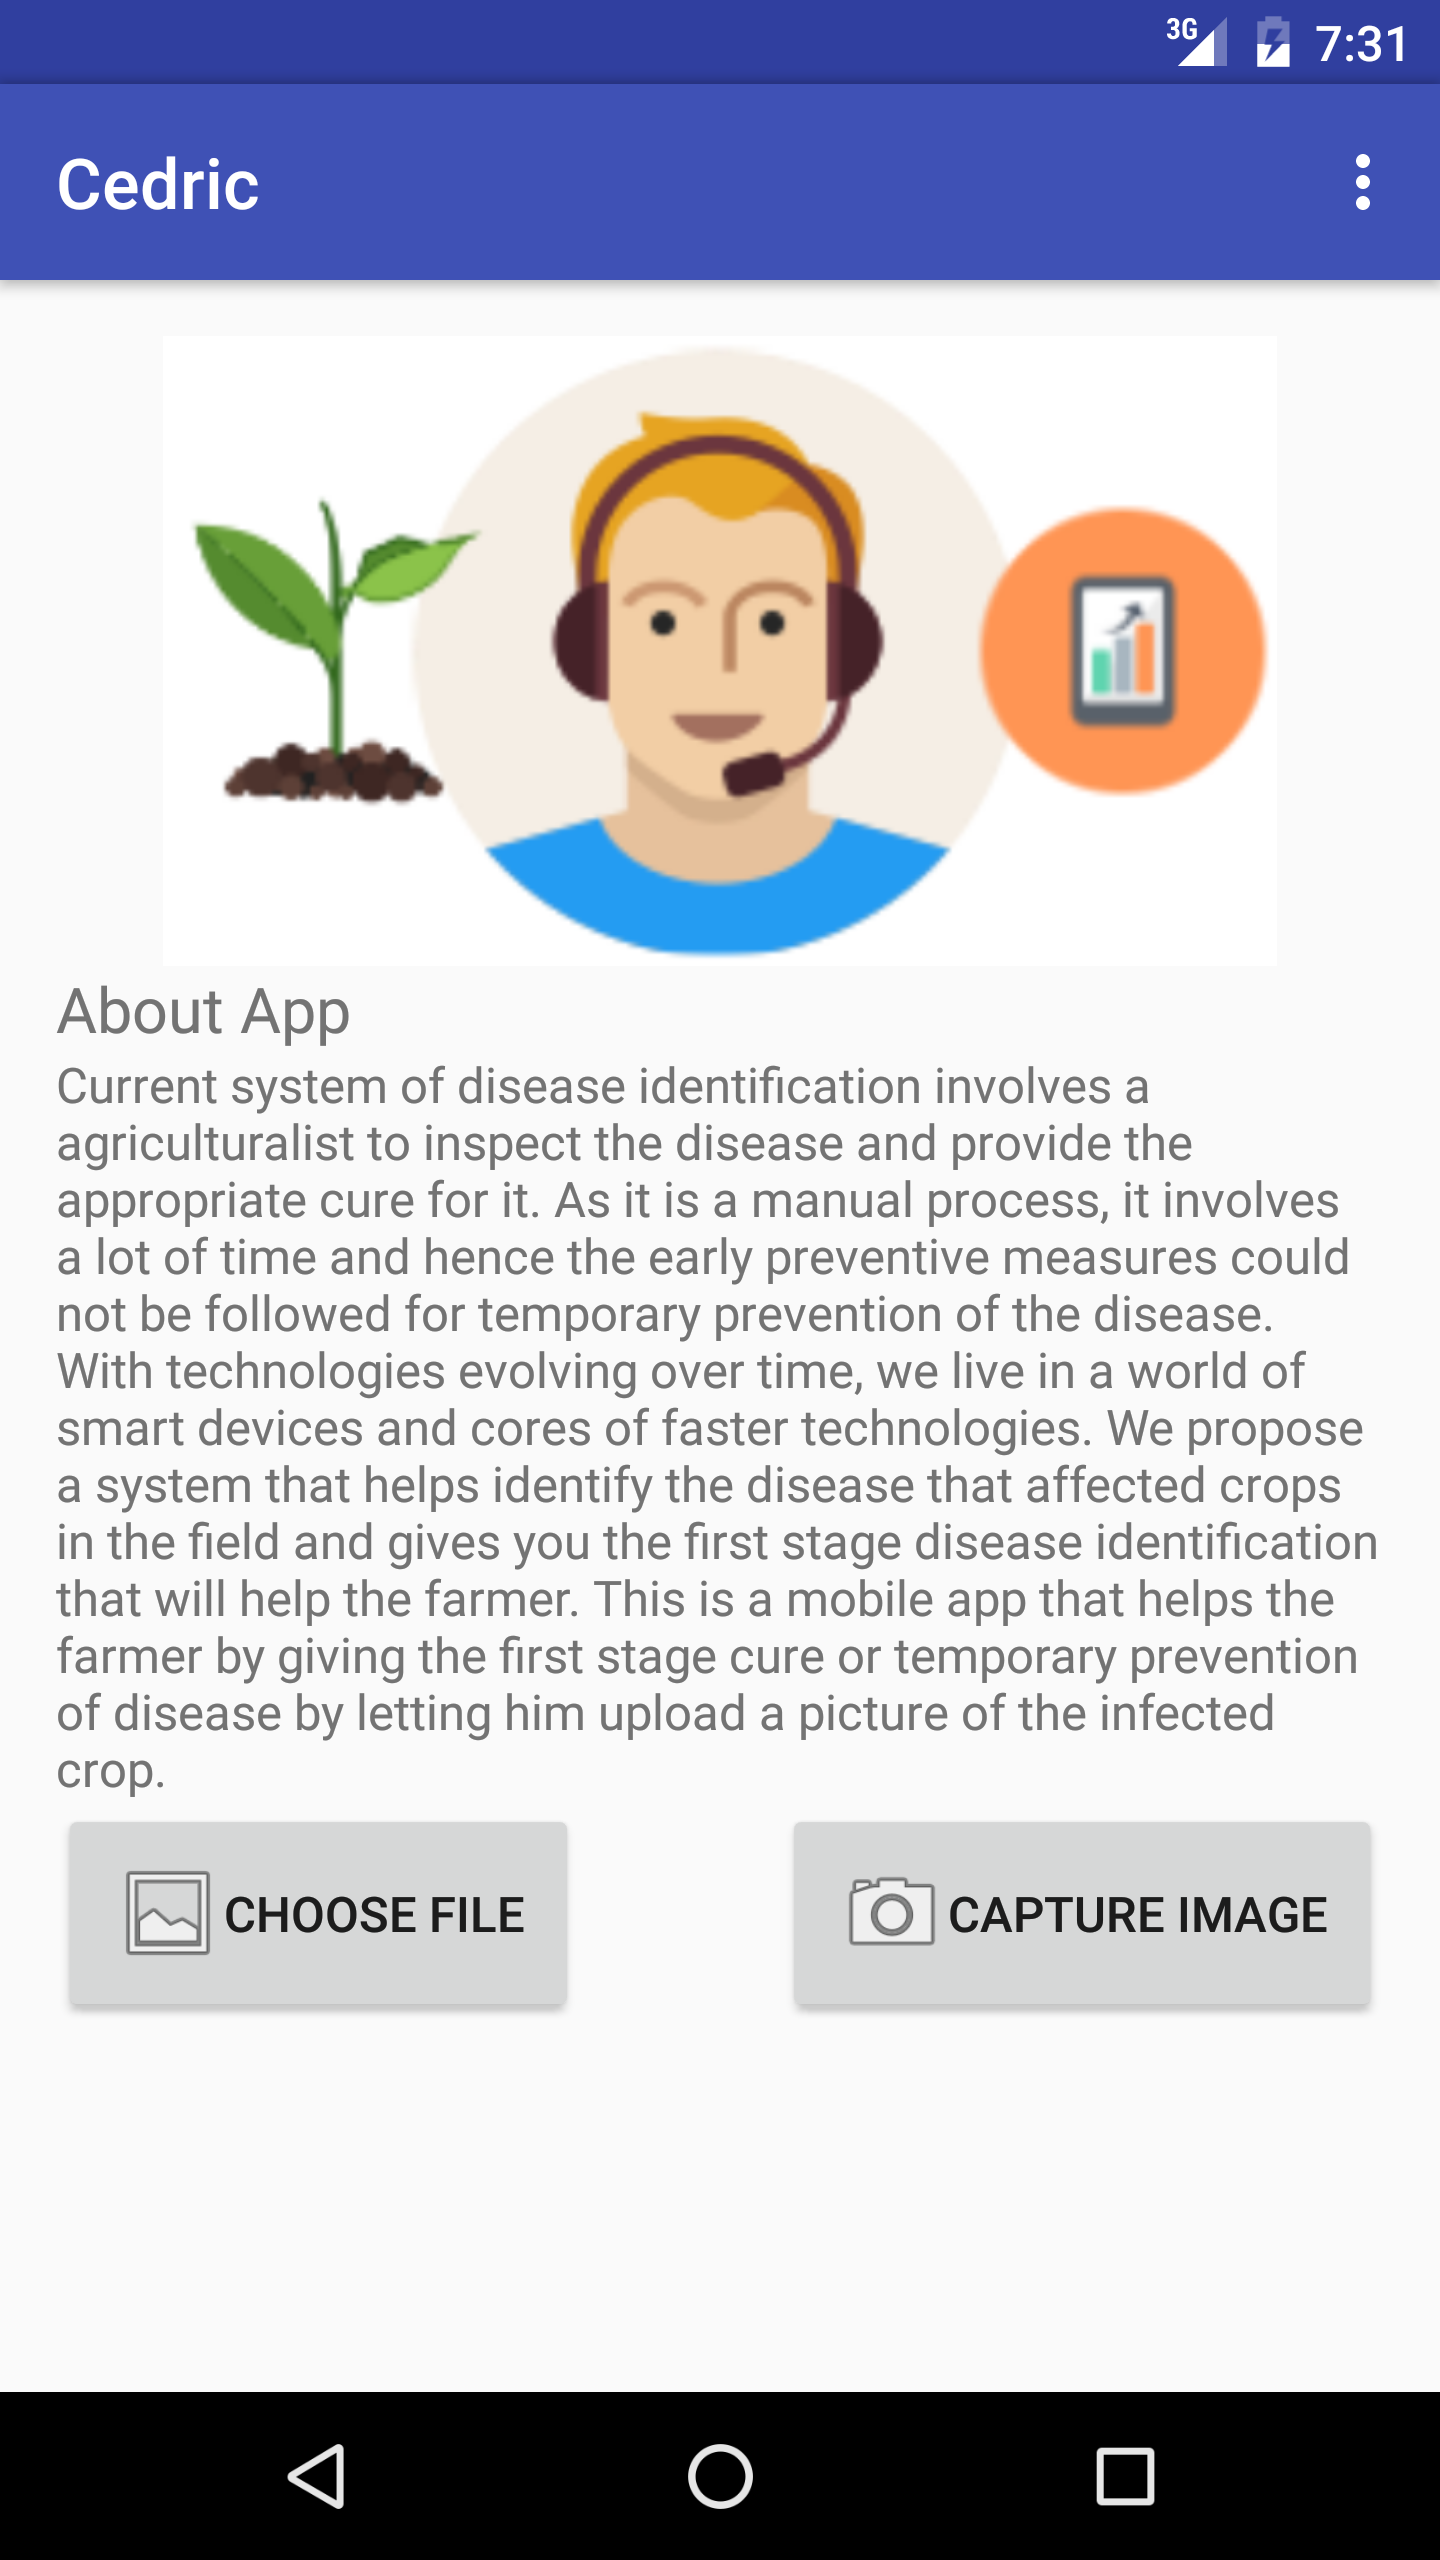 3G 7:31
Cedric
About App
Current system of disease identification involves a
agriculturalist to inspect the disease and provide the
appropriate cure for it. As it is a manual process, it involves
a lot of time and hence the early preventive measures could
not be followed for temporary prevention of the disease.
With technologies evolving over time, we live in a world of
smart devices and cores of faster technologies. We propose
a system that helps identify the disease that affected crops
in the field and gives you the first stage disease identification
that will help the farmer. This is a mobile app that helps the
farmer by giving the first stage cure or temporary prevention
of disease by letting him upload a picture of the infected
crop.
CHOOSE FILE CAPTURE IMAGE